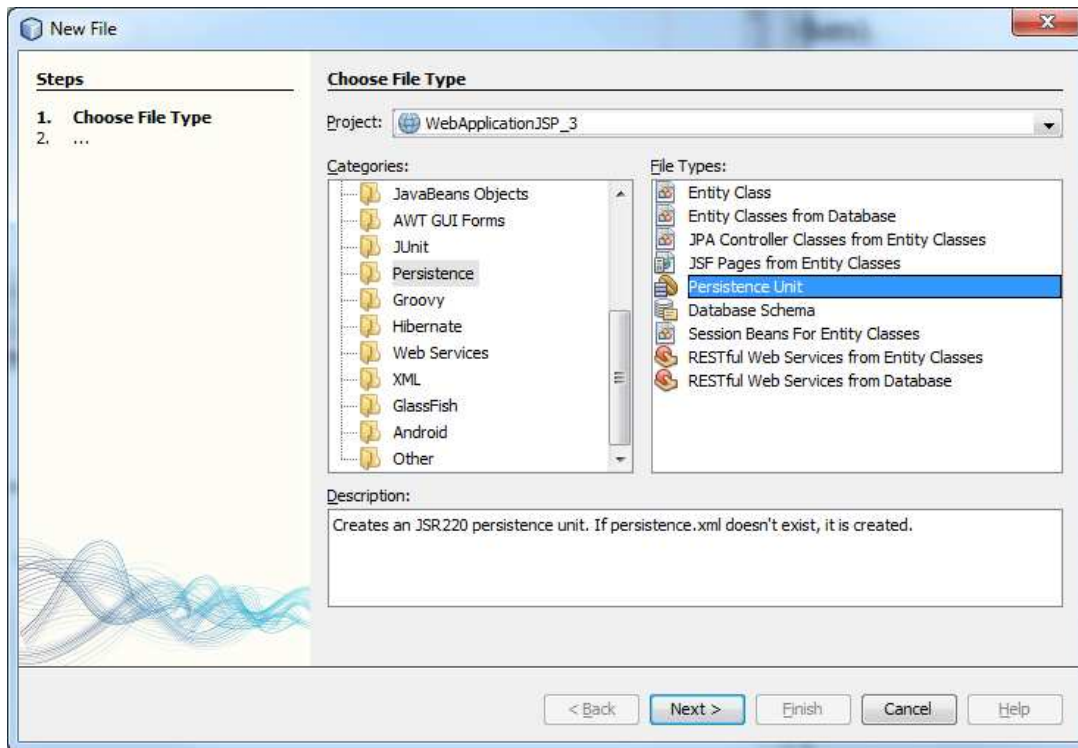 New File
Steps
1. Choose File Type
2. ...
Choose File Type
Project: WebApplicationJSP_3
Categories:
JavaBeans Objects
AWT GUI Forms
JUnit
Persistence
Groovy
Hibernate
Web Services
XML
GlassFish
Android
Other
File Types:
Entity Class
Entity Classes from Database
JPA Controller Classes from Entity Classes
JSF Pages from Entity Classes
Persistence Unit
Database Schema
Session Beans For Entity Classes
RESTful Web Services from Entity Classes
RESTful Web Services from Database
Description:
Creates an JSR220 persistence unit. If persistence.xml doesn't exist, it is created.
< Back Next > Finish Cancel Help